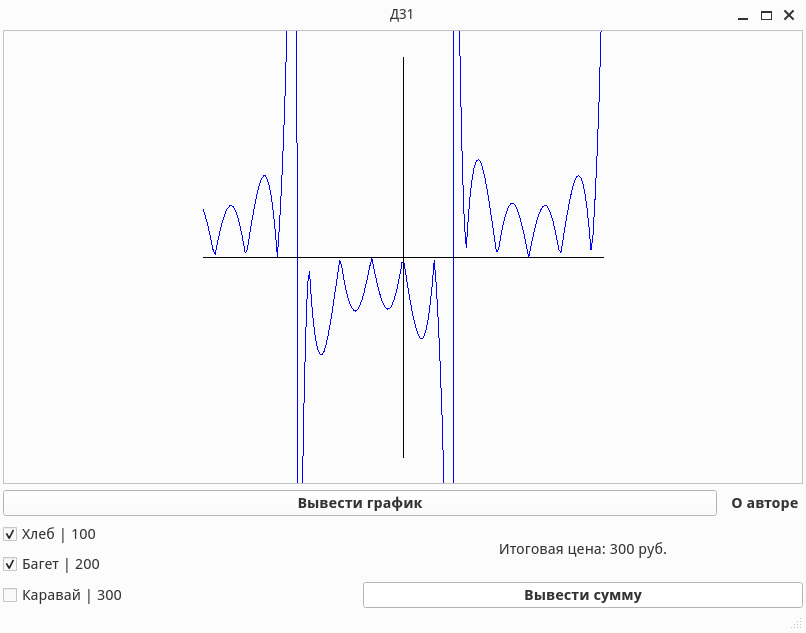 ДЗ1
Вывести график
О авторе
Хлеб | 100
Багет | 200
Каравай | 300
Итоговая цена: 300 руб.
Вывести сумму